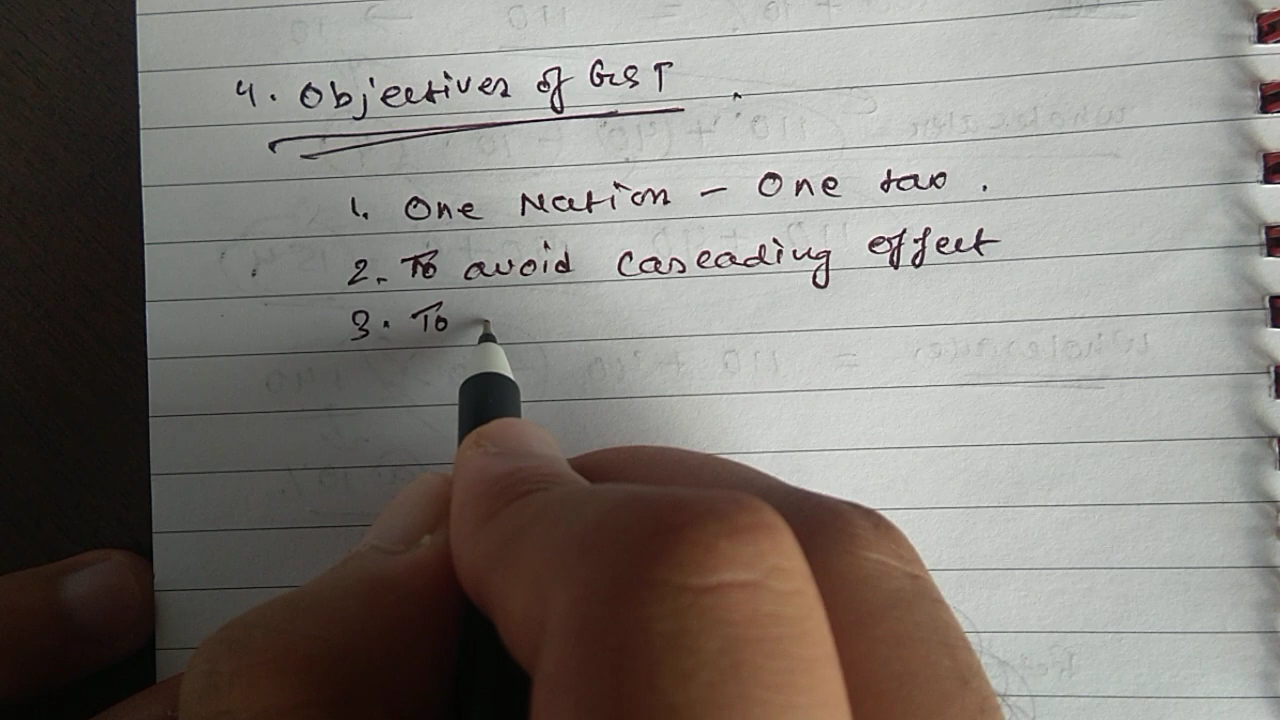 4. Objectives of GST.
1. One Nation - One tax.
2. To avoid cascading effect
3. To